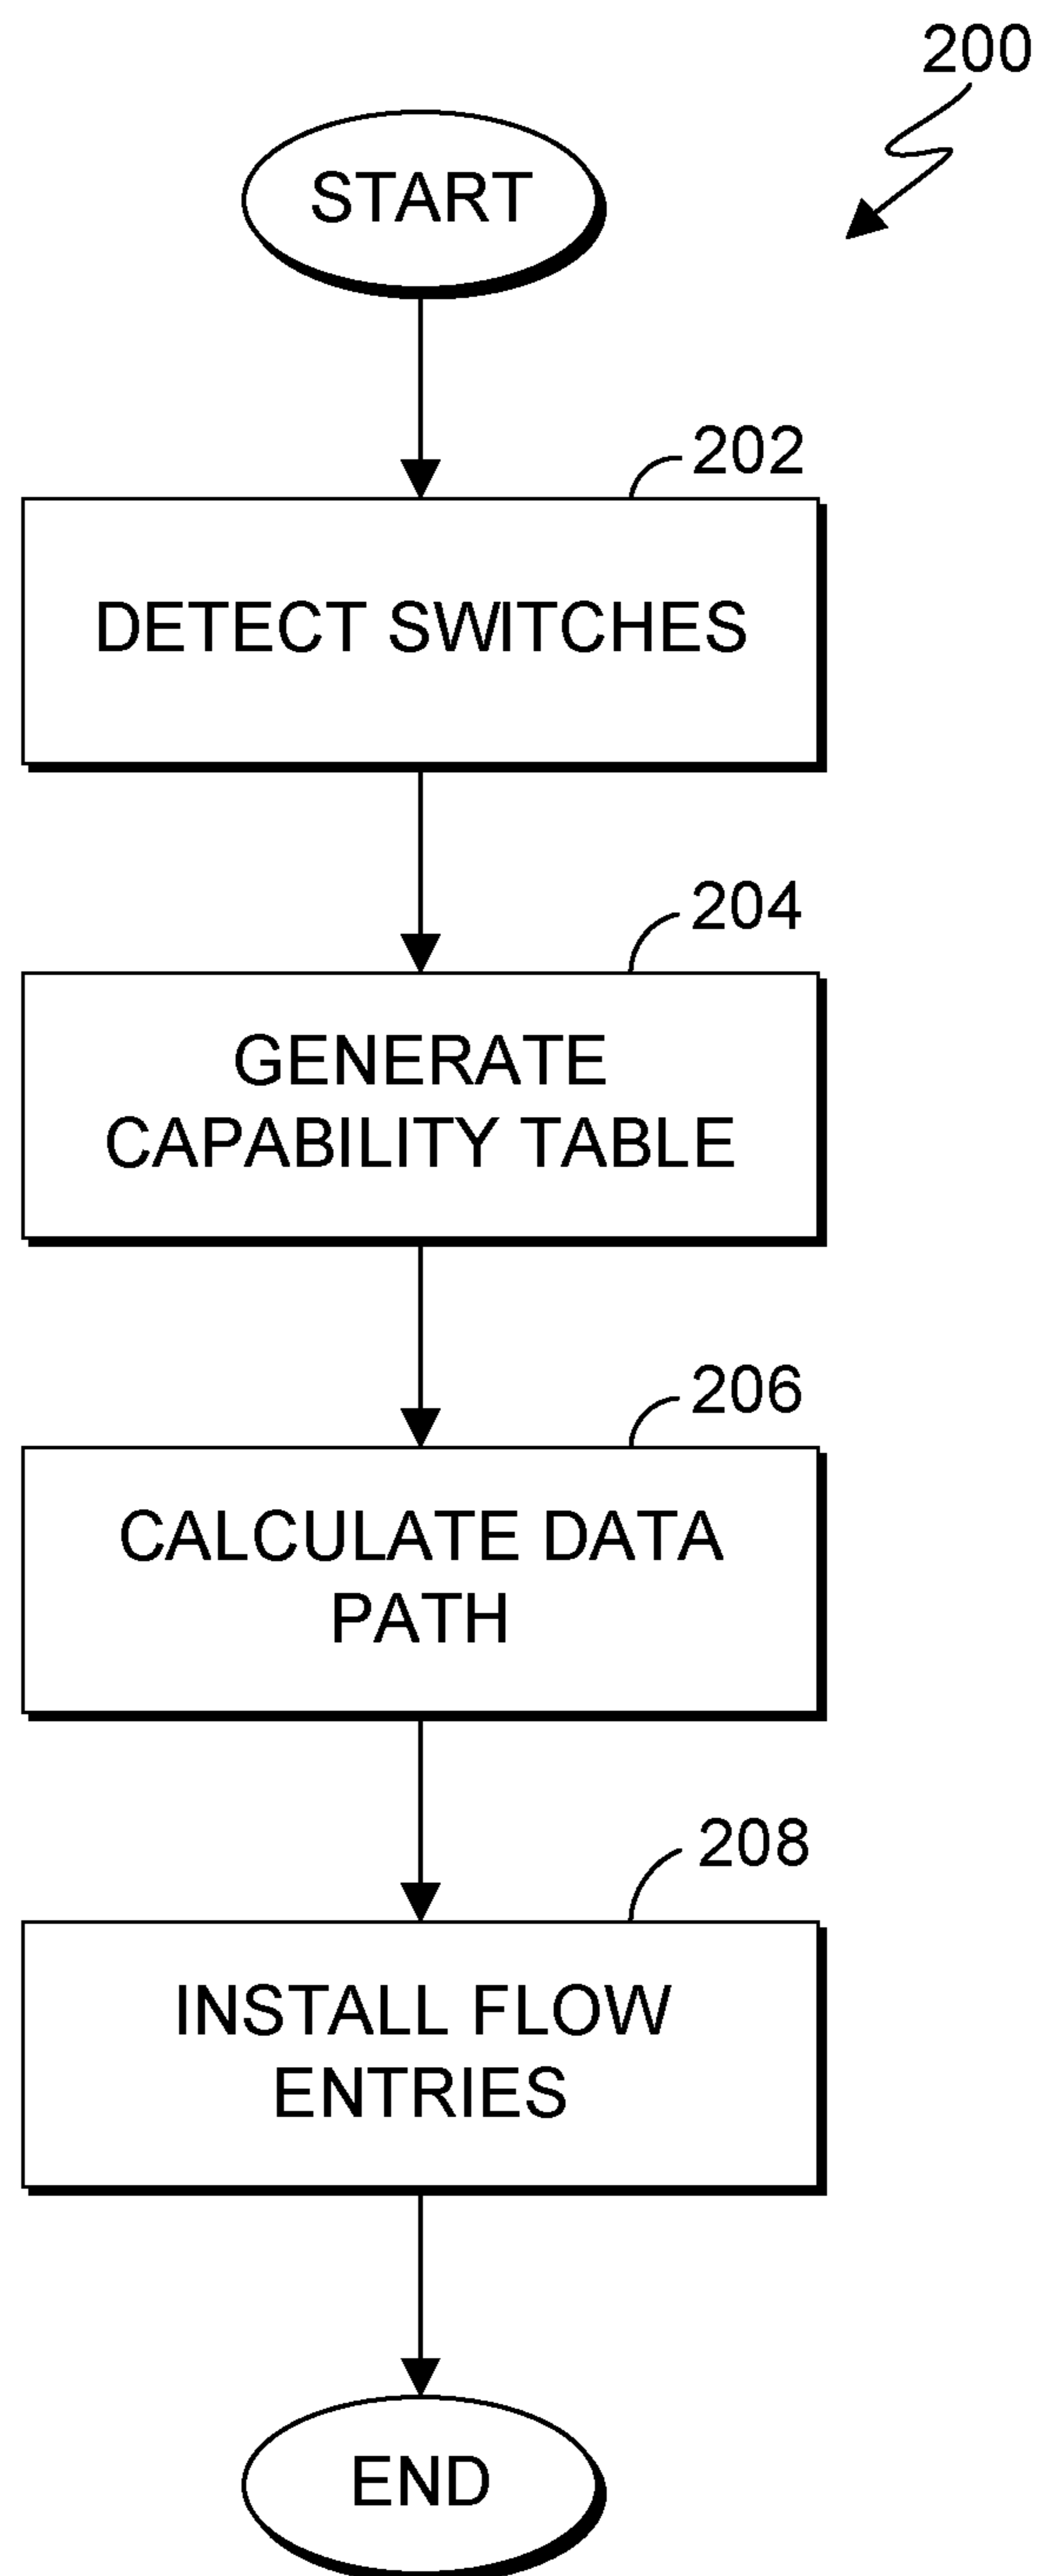 200
START
202
DETECT SWITCHES
204
GENERATE
CAPABILITY TABLE
206
CALCULATE DATA
PATH
208
INSTALL FLOW
ENTRIES
END